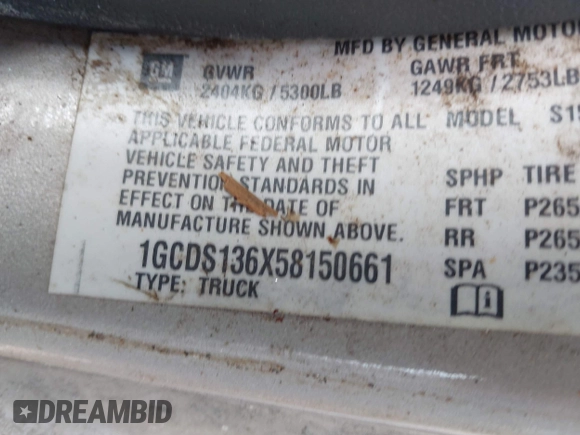 MFD BY GENERAL MOTOR
GM
GVWR
GAWR FRT
2404KG / 5300LB
1249KG / 2753LB
THIS VEHICLE CONFORMS TO ALL
MODEL S1
APPLICABLE FEDERAL MOTOR
VEHICLE SAFETY AND THEFT
PREVENTION STANDARDS IN
SPHP TIRE
EFFECT ON THE DATE OF
FRT P265
MANUFACTURE SHOWN ABOVE.
RR P265
1GCDS136X58150661
SPA P235
TYPE: TRUCK
i
DREAMBID